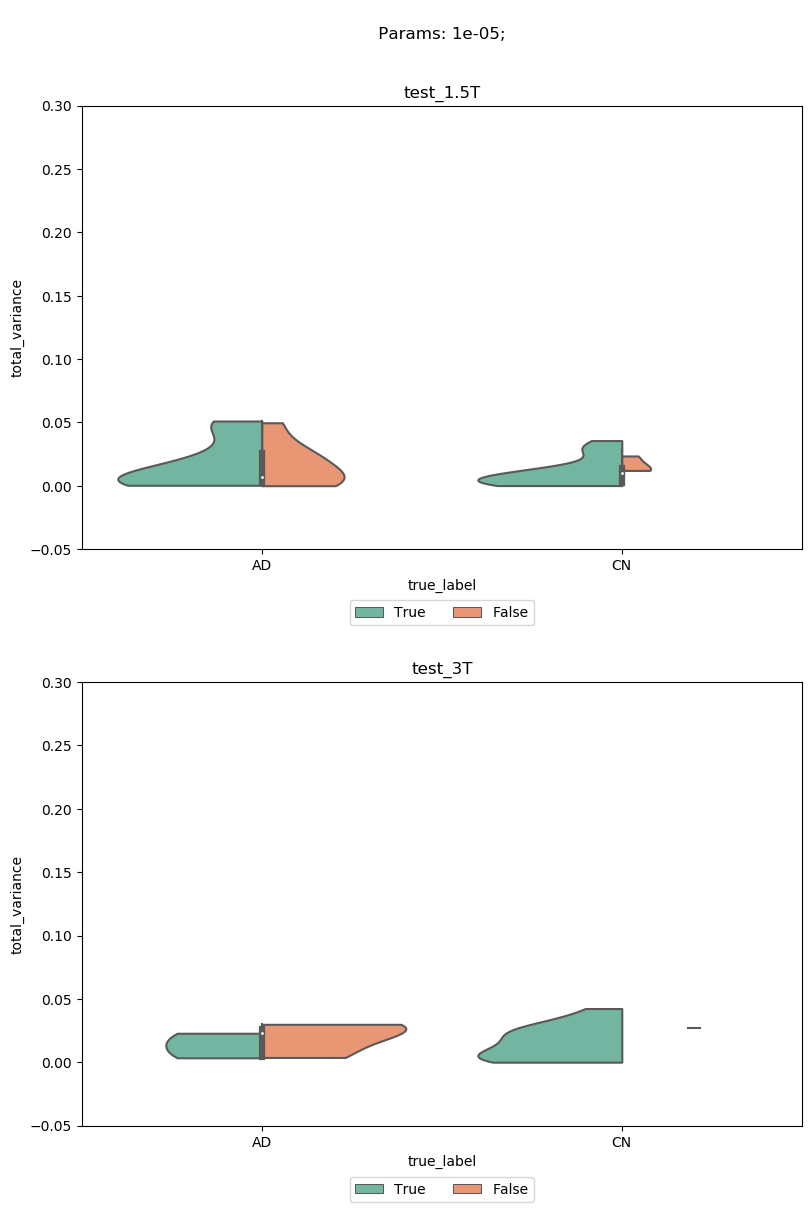 Params: 1e-05;
test_1.5T
0.30
0.25
0.20
0.15
0.10
0.05
0.00
−0.05
total_variance
AD CN
true_label
True False
test_3T
0.30
0.25
0.20
0.15
0.10
0.05
0.00
−0.05
total_variance
AD CN
true_label
True False